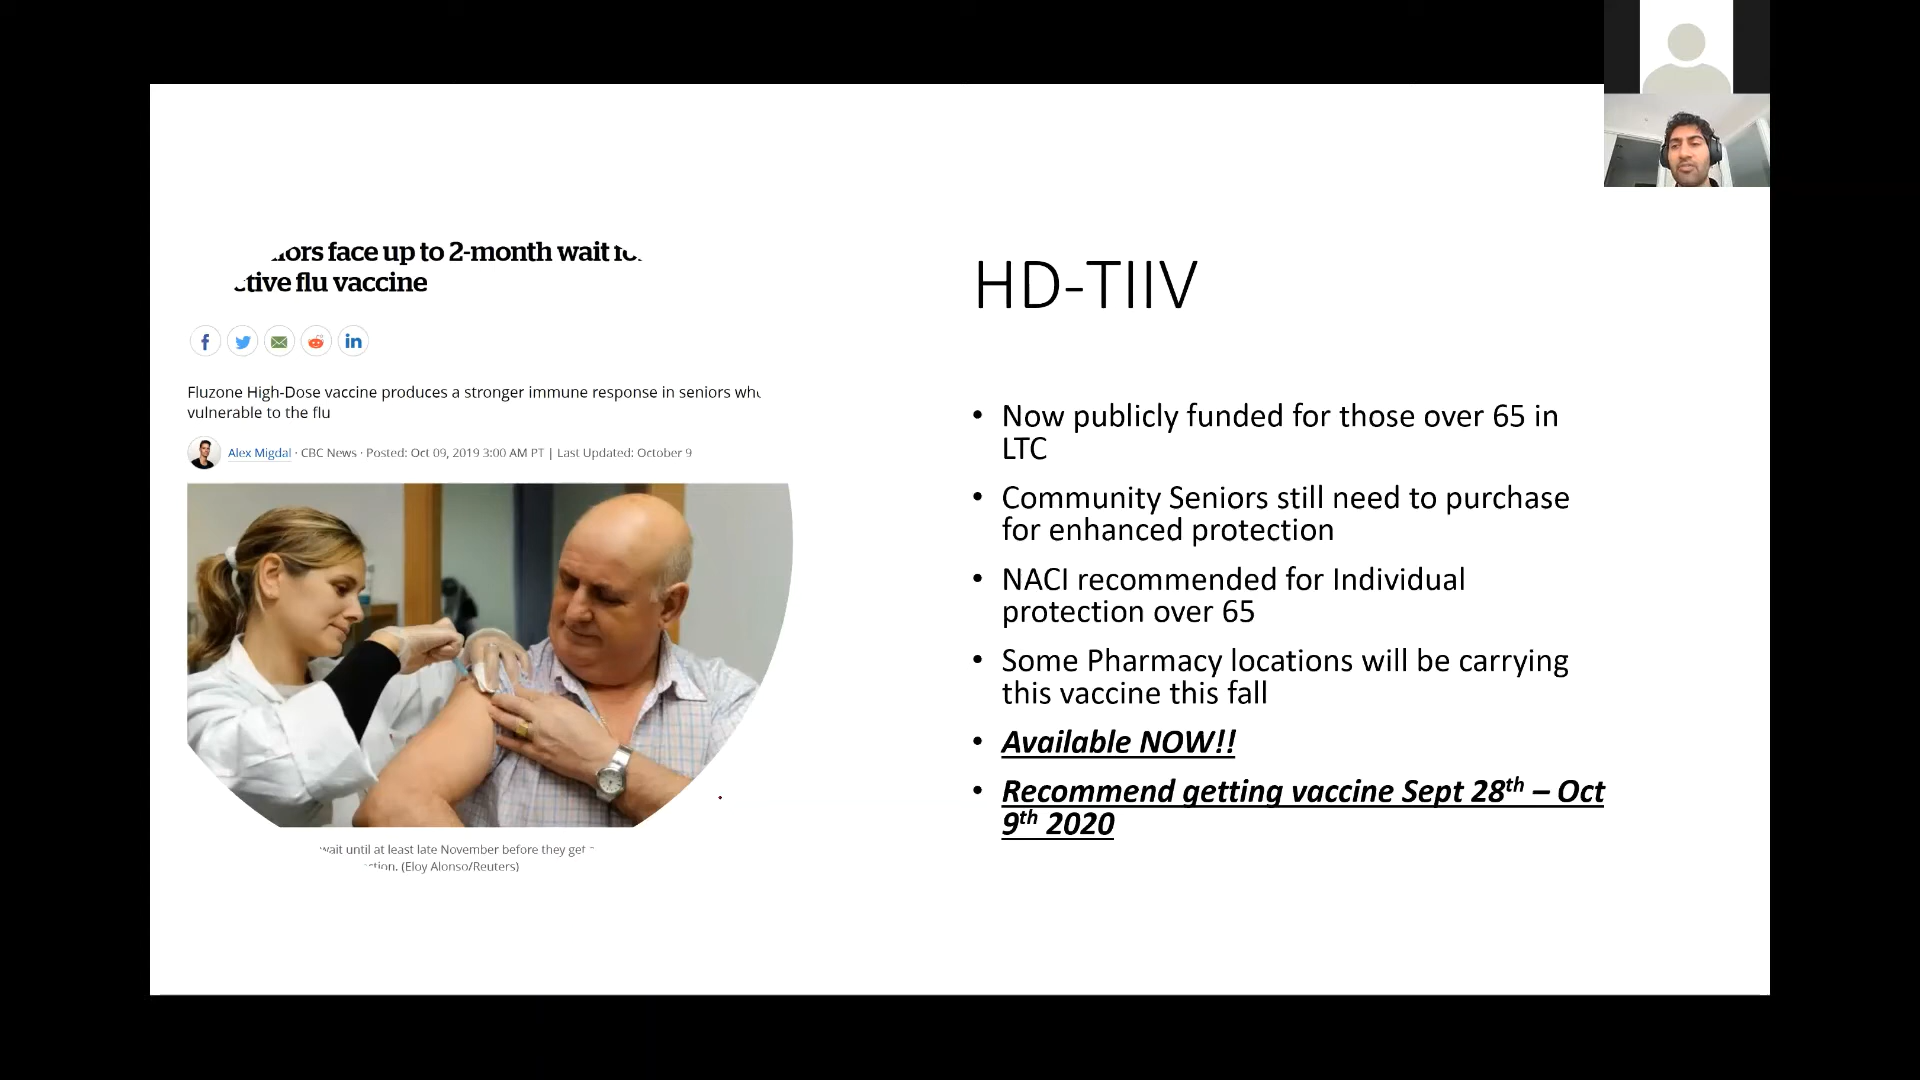 face up to 2-month wait
flu vaccine
Fluzone High-Dose vaccine produces a stronger immune response in seniors
vulnerable to the flu
Alex Migdal · CBC News · Posted: Oct 09, 2019 3:00 AM PT | Last Updated: October 9
wait until at least late November before they get
(Eloy Alonso/Reuters)
HD-TIIV
• Now publicly funded for those over 65 in
LTC
• Community Seniors still need to purchase
for enhanced protection
• NACI recommended for Individual
protection over 65
• Some Pharmacy locations will be carrying
this vaccine this fall
• Available NOW!!
• Recommend getting vaccine Sept 28th – Oct
9th 2020